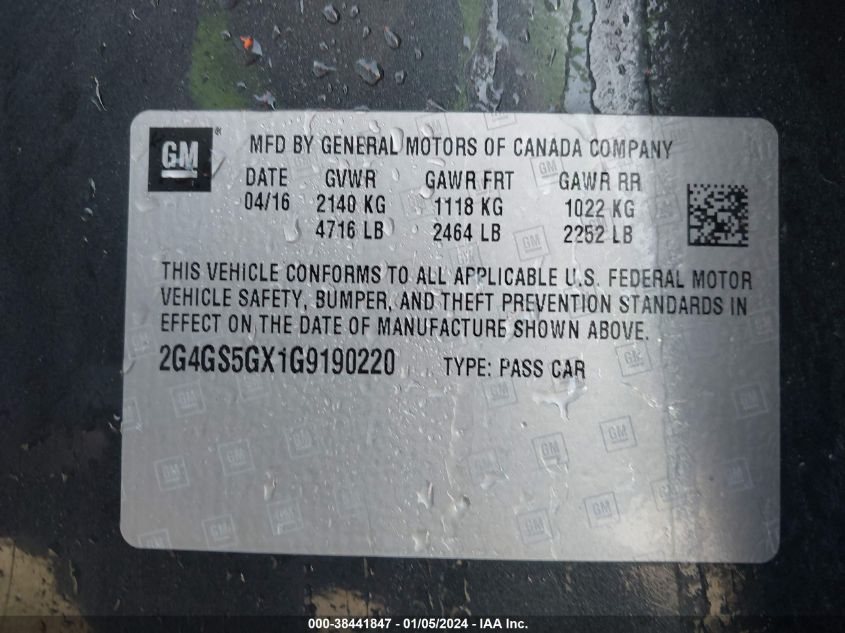 GM
MFD BY GENERAL MOTORS OF CANADA COMPANY
DATE GVWR GAWR FRT GAWR RR
04/16 2140 KG 1118 KG 1022 KG
4716 LB 2464 LB 2252 LB
THIS VEHICLE CONFORMS TO ALL APPLICABLE U.S. FEDERAL MOTOR
VEHICLE SAFETY, BUMPER, AND THEFT PREVENTION STANDARDS IN
EFFECT ON THE DATE OF MANUFACTURE SHOWN ABOVE.
2G4GS5GX1G9190220 TYPE: PASS CAR
000-38441847 - 01/05/2024 - IAA Inc.